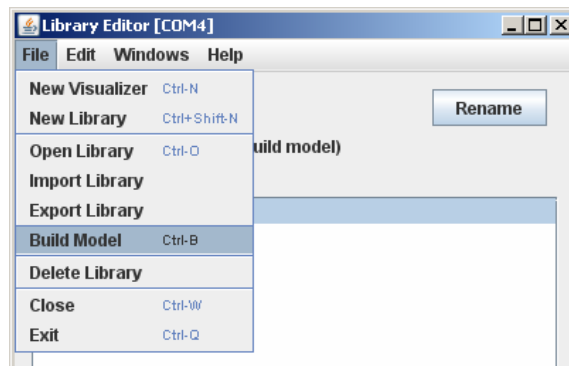 Library Editor [COM4]
File Edit Windows Help
New Visualizer Ctrl-N
New Library Ctrl+Shift-N
Rename
Open Library Ctrl-O
uild model)
Import Library
Export Library
Build Model Ctrl-B
Delete Library
Close Ctrl-W
Exit Ctrl-Q